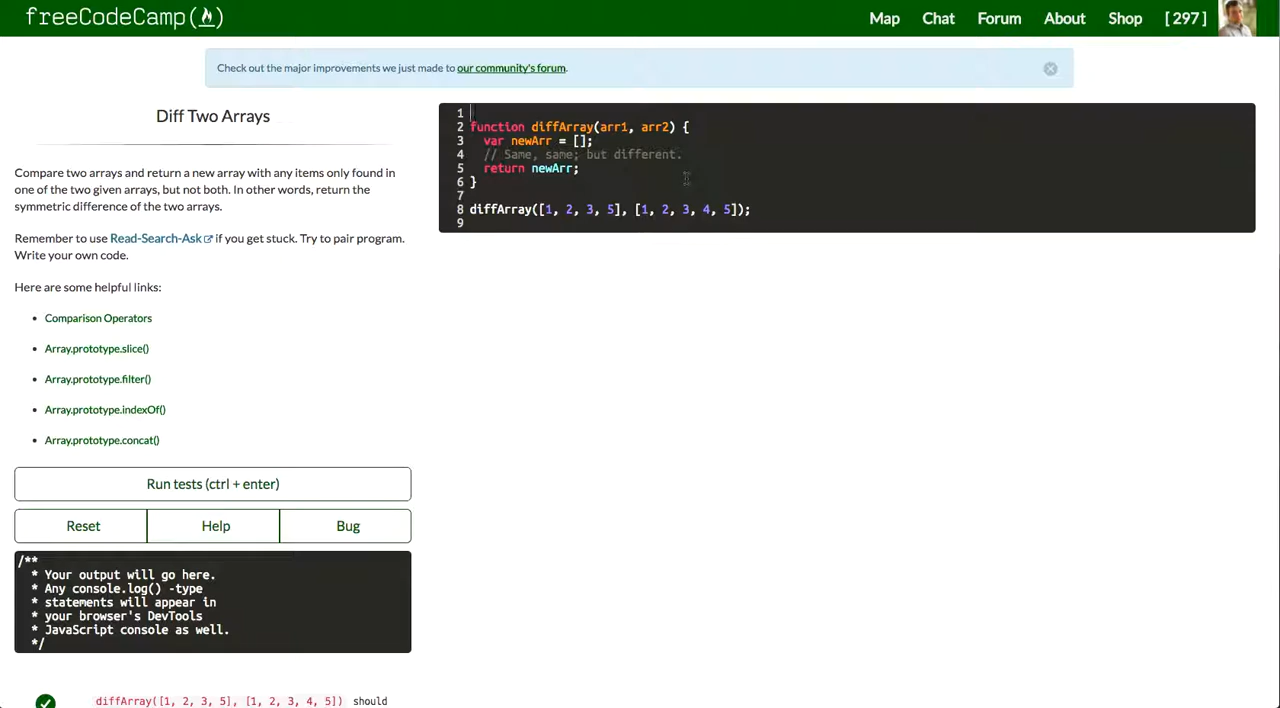 freeCodeCamp(🔥)
Map Chat Forum About Shop [ 297 ]
Check out the major improvements we just made to our community's forum.
Diff Two Arrays
Compare two arrays and return a new array with any items only found in
one of the two given arrays, but not both. In other words, return the
symmetric difference of the two arrays.
Remember to use Read-Search-Ask if you get stuck. Try to pair program.
Write your own code.
Here are some helpful links:
• Comparison Operators
• Array.prototype.slice()
• Array.prototype.filter()
• Array.prototype.indexOf()
• Array.prototype.concat()
Run tests (ctrl + enter)
Reset Help Bug
/**
* Your output will go here.
* Any console.log() -type
* statements will appear in
* your browser's DevTools
* JavaScript console as well.
*/
diffArray([1, 2, 3, 5], [1, 2, 3, 4, 5]) should
1
2 function diffArray(arr1, arr2) {
3 var newArr = [];
4 // Same, same; but different.
5 return newArr;
6 }
7
8 diffArray([1, 2, 3, 5], [1, 2, 3, 4, 5]);
9